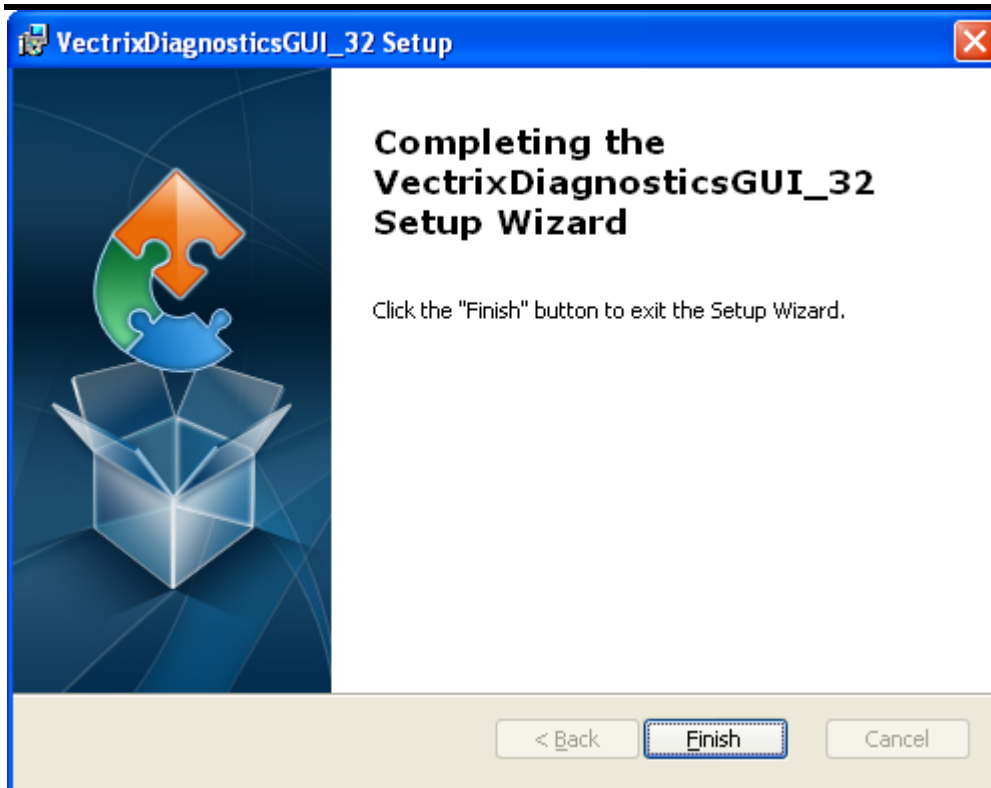 VectrixDiagnosticsGUI_32 Setup
Completing the
VectrixDiagnosticsGUI_32
Setup Wizard
Click the "Finish" button to exit the Setup Wizard.
< Back
Finish
Cancel